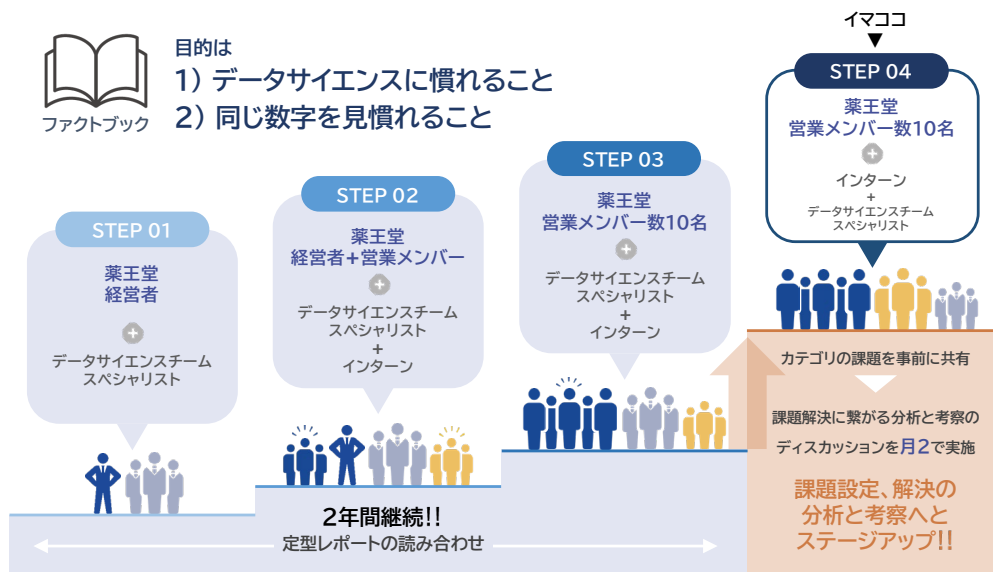 ファクトブック
目的は
1) データサイエンスに慣れること
2) 同じ数字を見慣れること
STEP 01
薬王堂
経営者
+
データサイエンスチーム
スペシャリスト
STEP 02
薬王堂
経営者+営業メンバー
+
データサイエンスチーム
スペシャリスト
+
インターン
STEP 03
薬王堂
営業メンバー数10名
+
データサイエンスチーム
スペシャリスト
+
インターン
イマココ
▼
STEP 04
薬王堂
営業メンバー数10名
+
インターン
+
データサイエンスチーム
スペシャリスト
2年間継続!!
定型レポートの読み合わせ
カテゴリの課題を事前に共有
課題解決に繋がる分析と考察の
ディスカッションを月2で実施
課題設定、解決の
分析と考察へと
ステージアップ!!